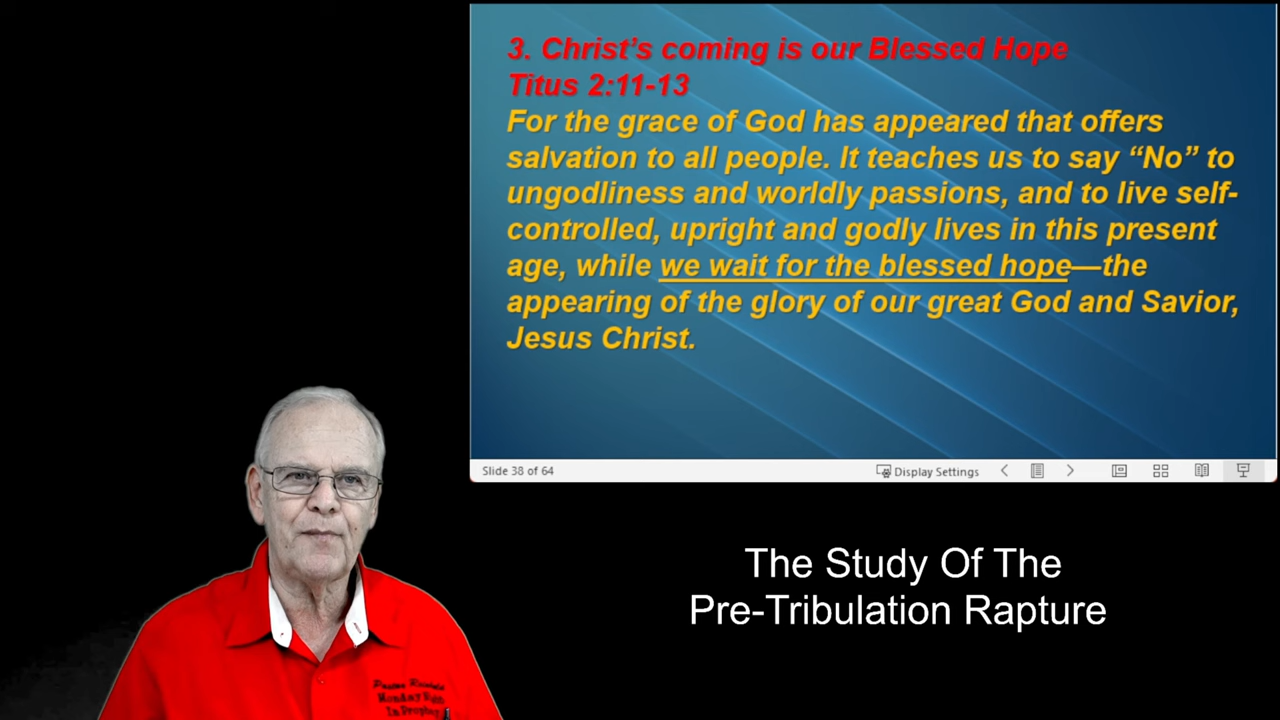 3. Christ's coming is our Blessed Hope
Titus 2:11-13
For the grace of God has appeared that offers
salvation to all people. It teaches us to say “No” to
ungodliness and worldly passions, and to live self-
controlled, upright and godly lives in this present
age, while we wait for the blessed hope—the
appearing of the glory of our great God and Savior,
Jesus Christ.
Slide 38 of 64
Display Settings
The Study Of The
Pre-Tribulation Rapture
In